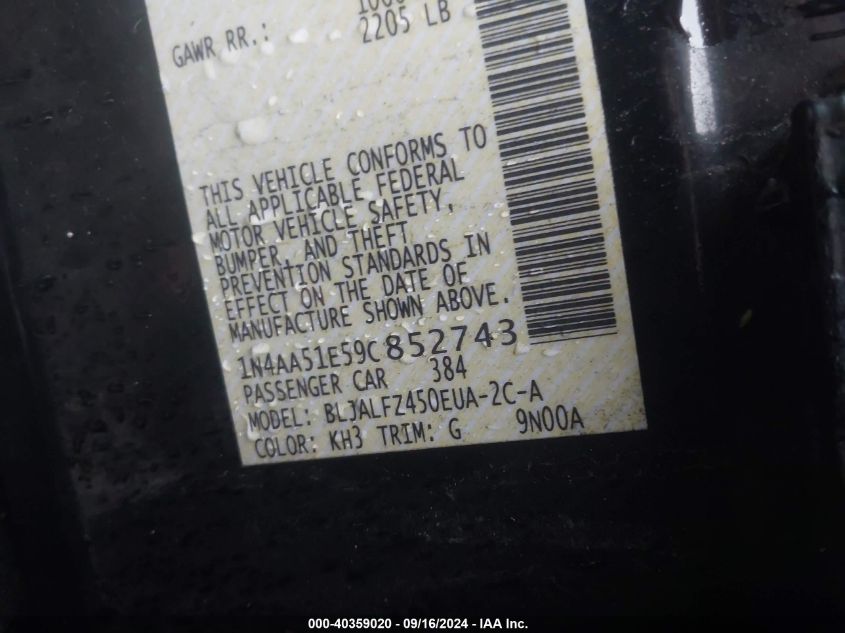 GAWR RR.:
2205 LB
THIS VEHICLE CONFORMS TO
ALL APPLICABLE FEDERAL
MOTOR VEHICLE SAFETY,
BUMPER, AND THEFT
PREVENTION STANDARDS IN
EFFECT ON THE DATE OF
MANUFACTURE SHOWN ABOVE.
1N4AA51E59C852743
PASSENGER CAR 384
MODEL: BLJALFZ450EUA-2C-A
COLOR: KH3 TRIM: G 9N00A
000-40359020 - 09/16/2024 - IAA Inc.